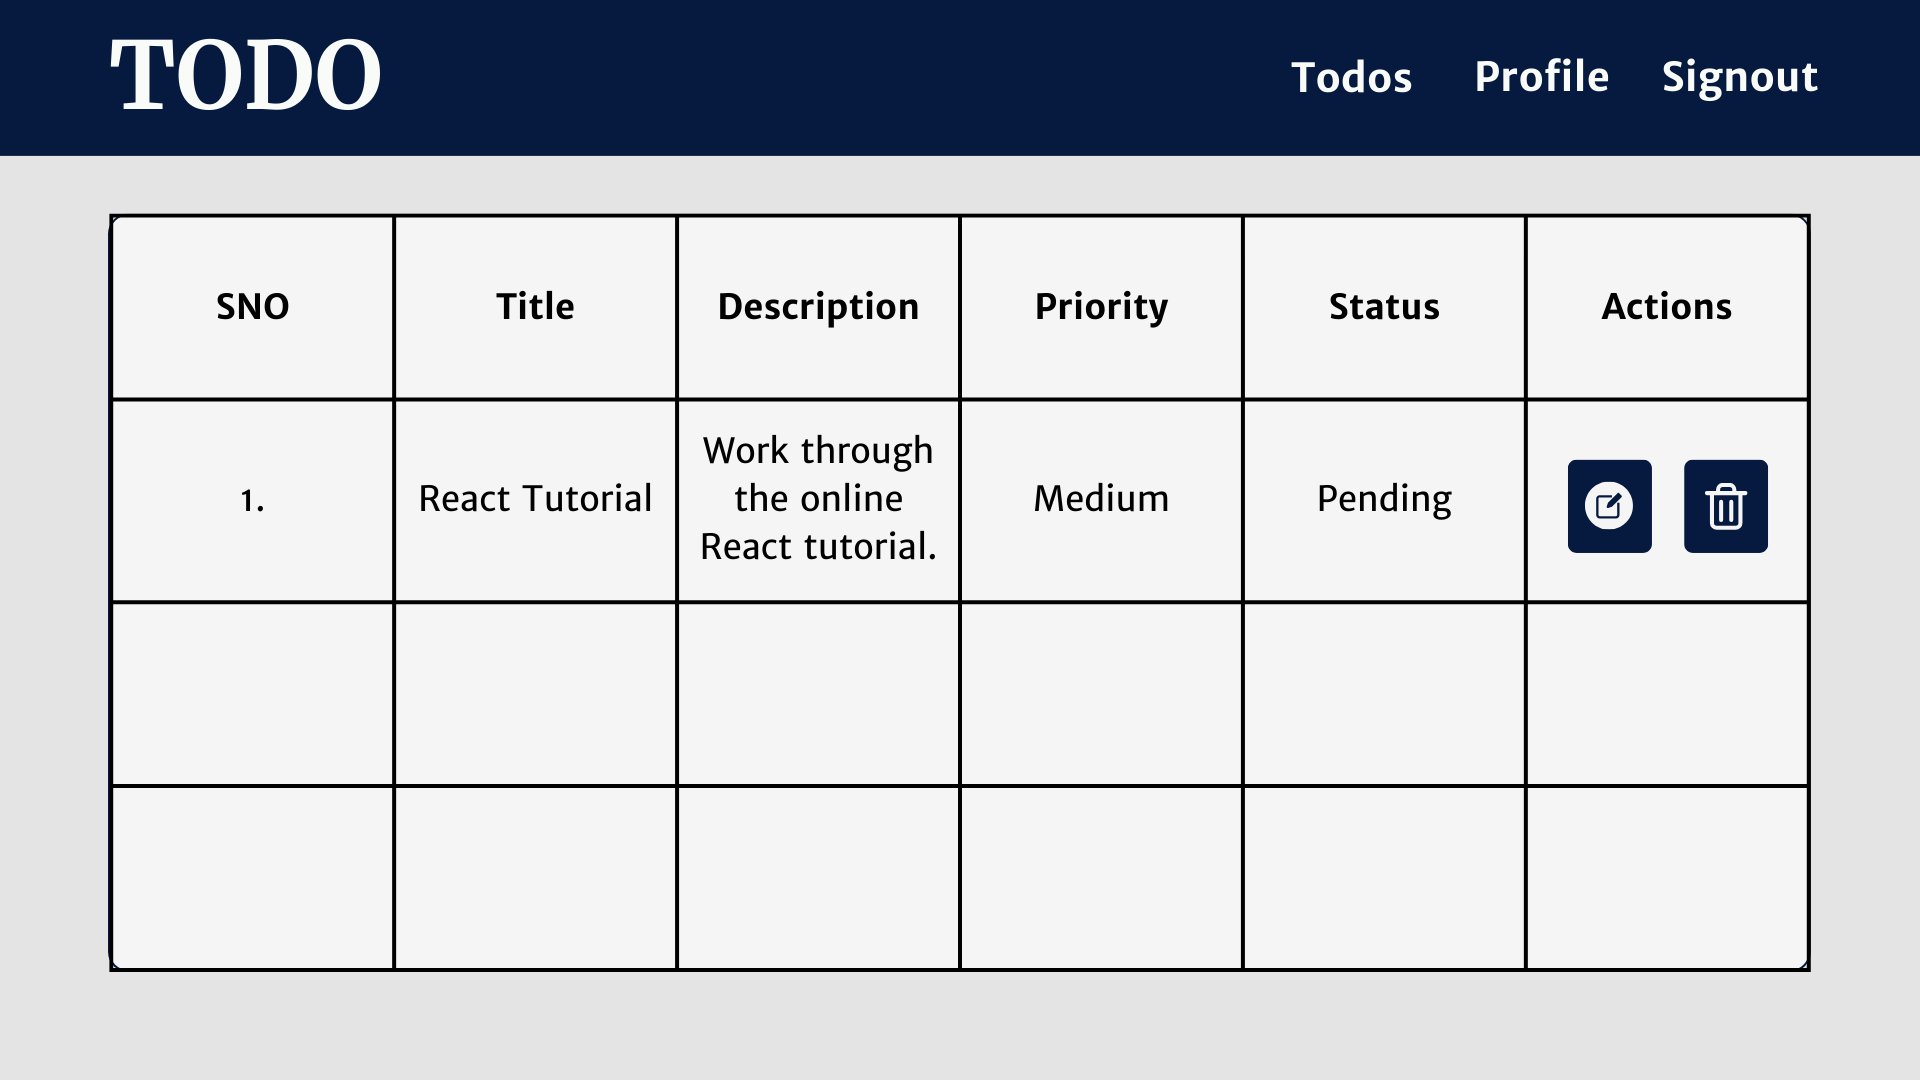 TODO
Todos Profile Signout
SNO Title Description Priority Status Actions
1. React Tutorial Work through
the online
React tutorial. Medium Pending